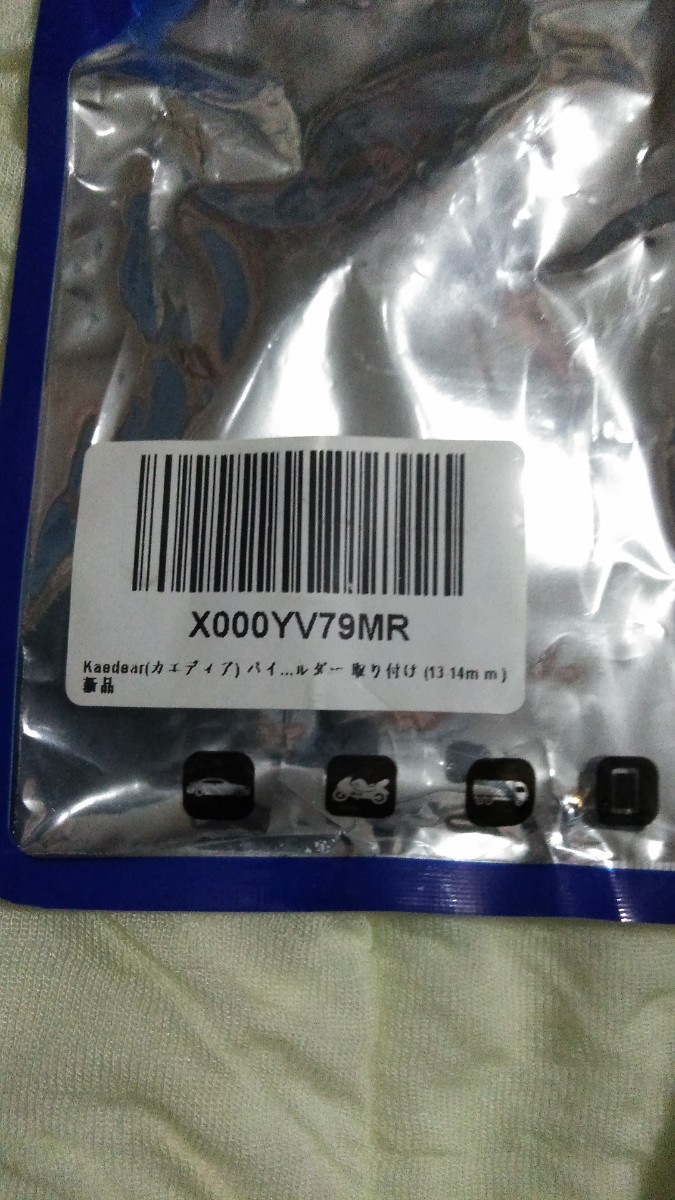 X000YV79MR
Kaedear(カエディア) バイ...ルダー 取り付け (13 14mm)
新品